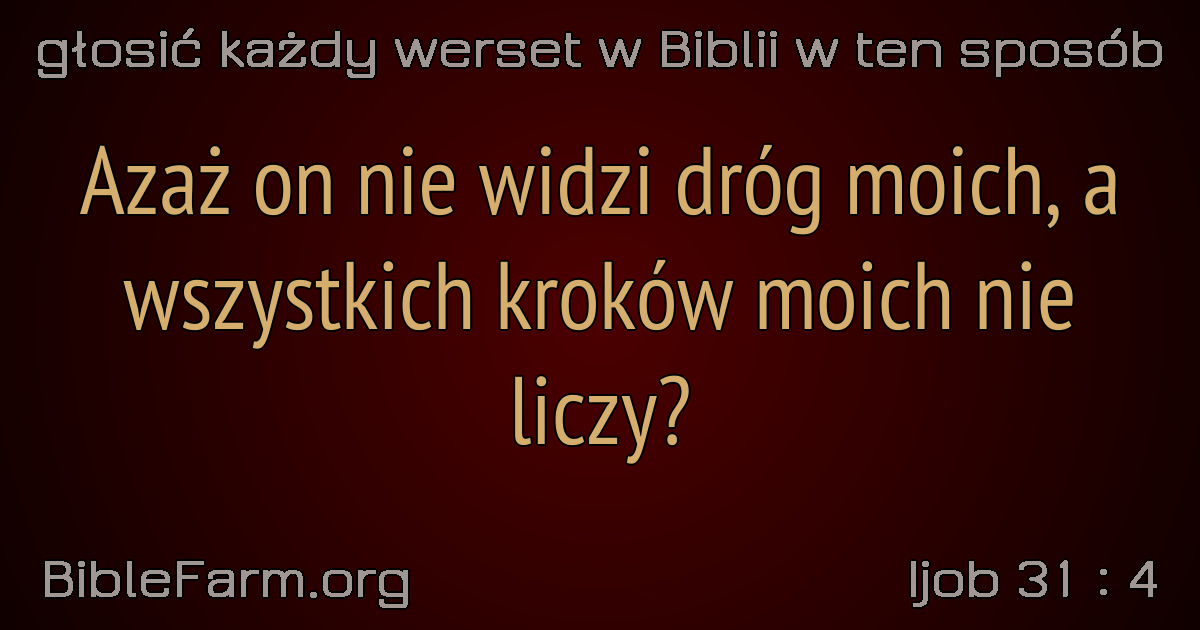 głosić każdy werset w Biblii w ten sposób
Azaż on nie widzi dróg moich, a
wszystkich kroków moich nie
liczy?
BibleFarm.org
Ijob 31 : 4